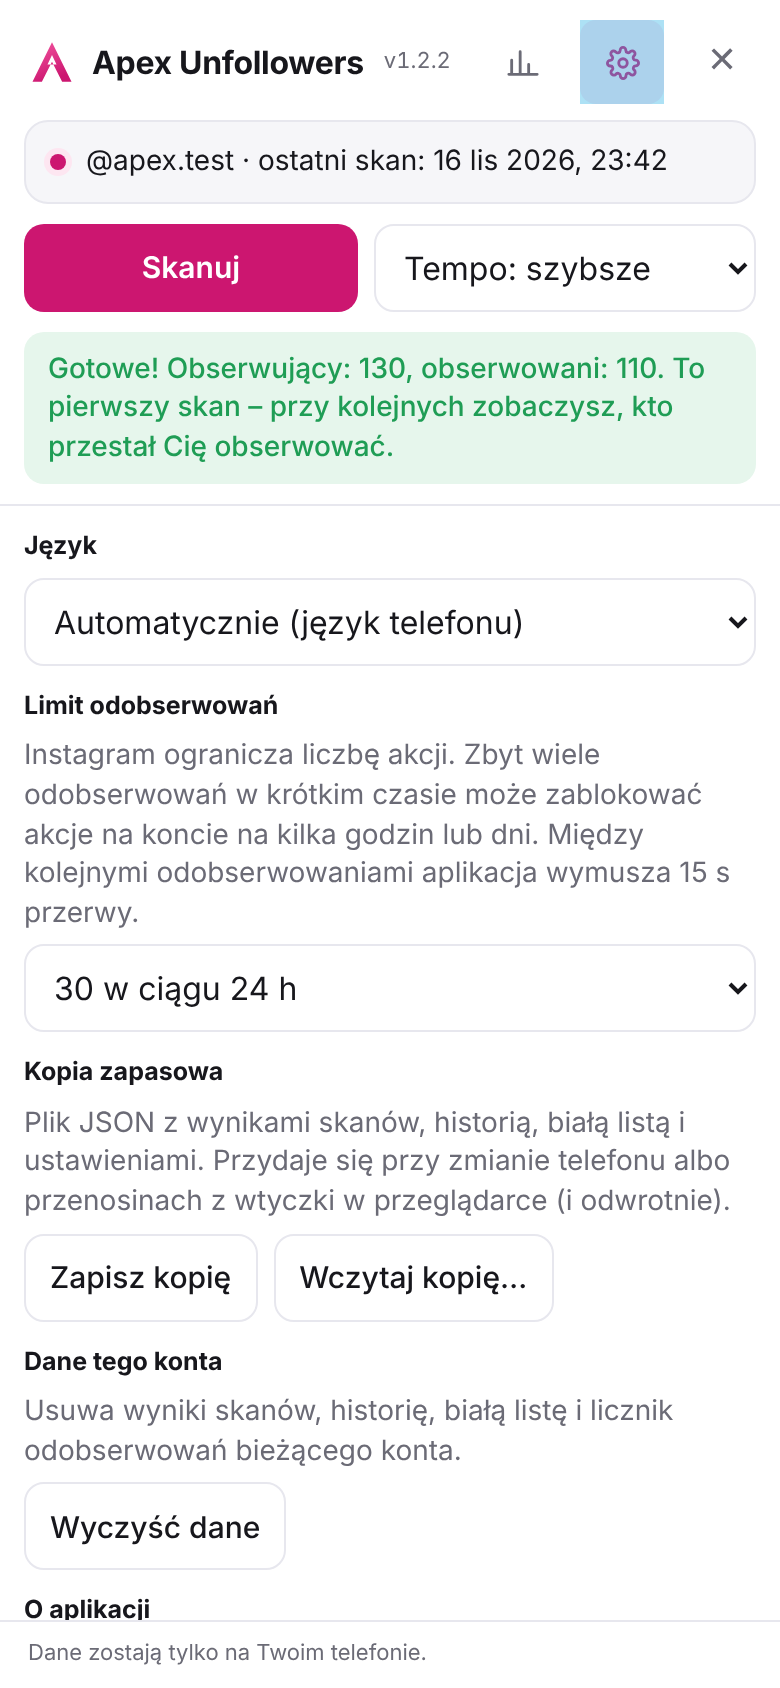 Apex Unfollowers v1.2.2
@apex.test · ostatni skan: 16 lis 2026, 23:42
Skanuj
Tempo: szybsze
Gotowe! Obserwujący: 130, obserwowani: 110. To
pierwszy skan – przy kolejnych zobaczysz, kto
przestał Cię obserwować.
Język
Automatycznie (język telefonu)
Limit odobserwowań
Instagram ogranicza liczbę akcji. Zbyt wiele
odobserwowań w krótkim czasie może zablokować
akcje na koncie na kilka godzin lub dni. Między
kolejnymi odobserwowaniami aplikacja wymusza 15 s
przerwy.
30 w ciągu 24 h
Kopia zapasowa
Plik JSON z wynikami skanów, historią, białą listą i
ustawieniami. Przydaje się przy zmianie telefonu albo
przenosinach z wtyczki w przeglądarce (i odwrotnie).
Zapisz kopię
Wczytaj kopię...
Dane tego konta
Usuwa wyniki skanów, historię, białą listę i licznik
odobserwowań bieżącego konta.
Wyczyść dane
O aplikacji
Dane zostają tylko na Twoim telefonie.